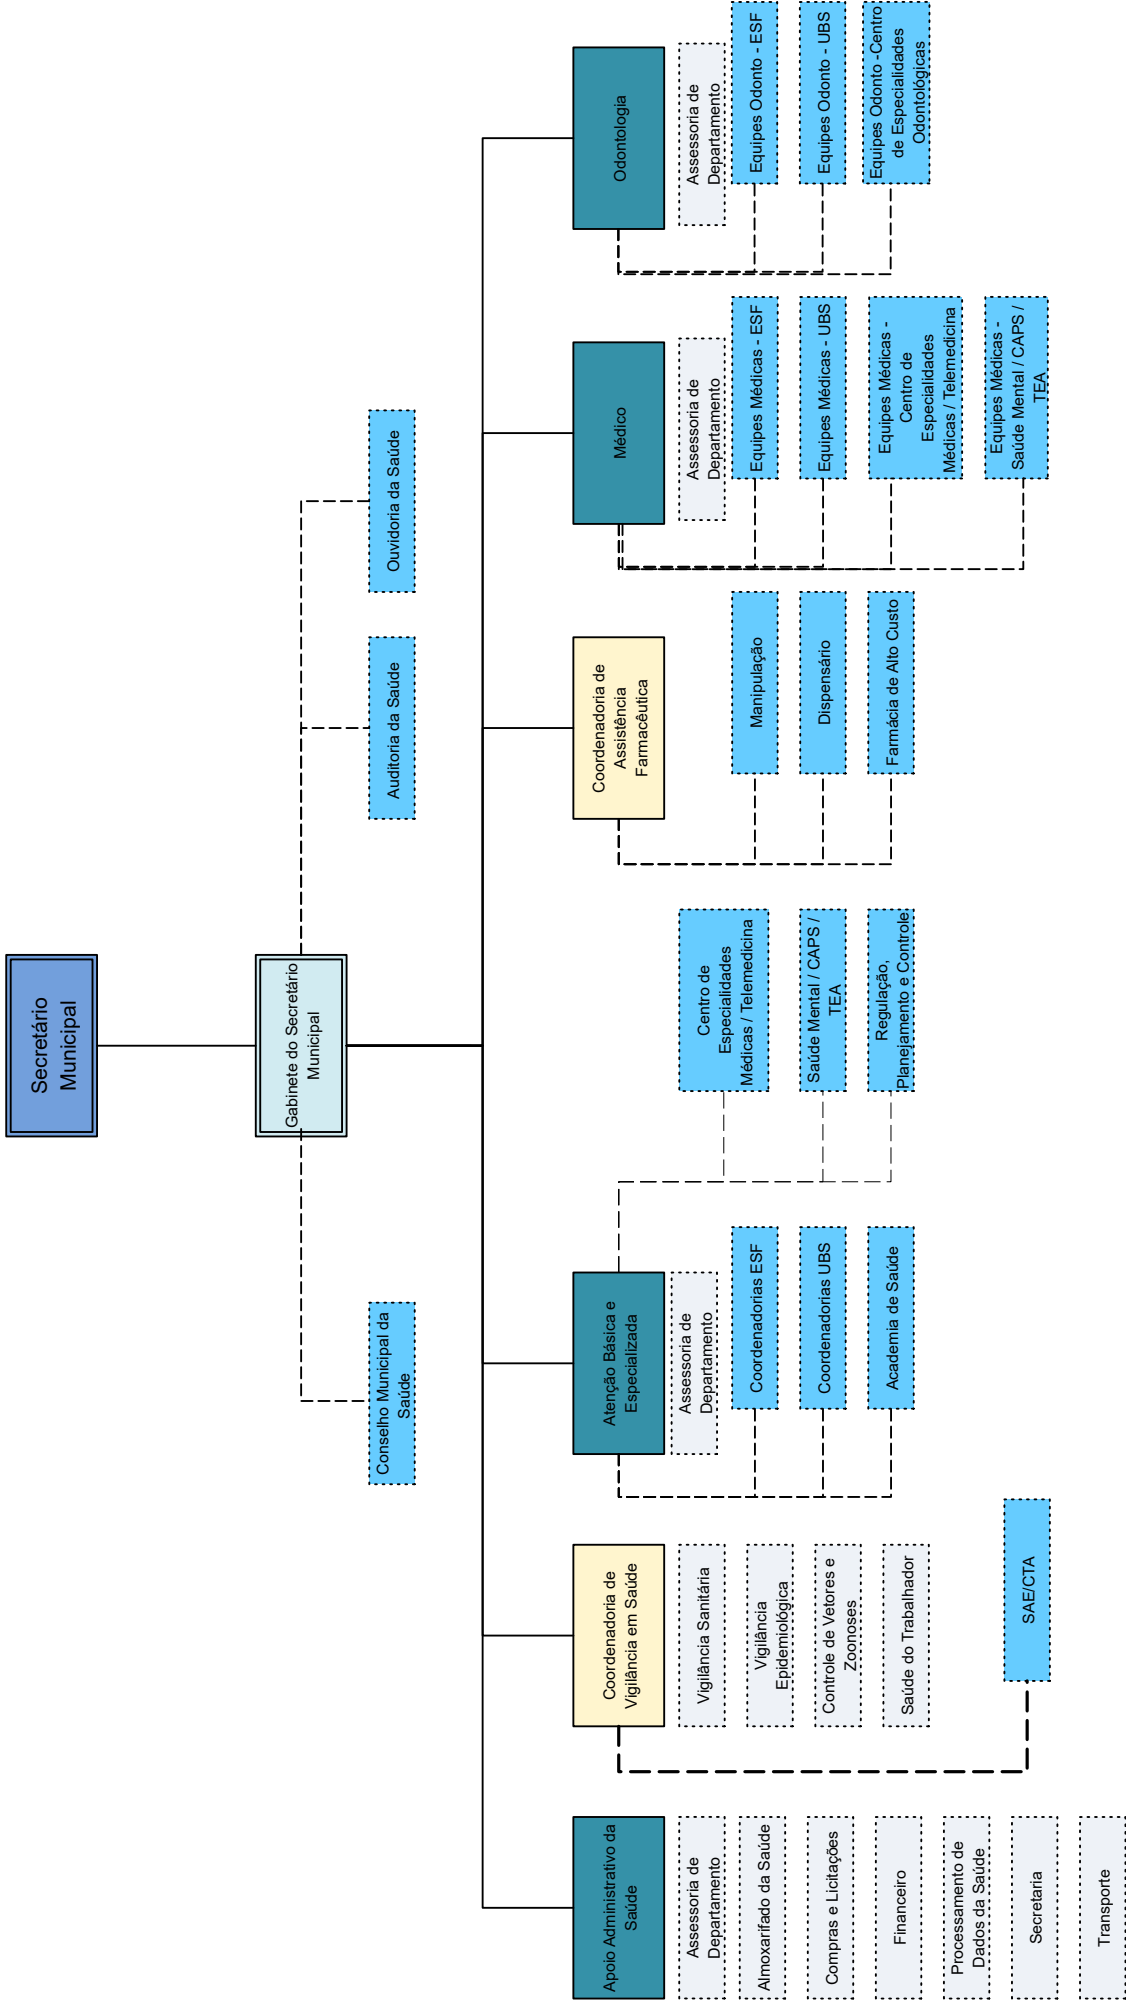 Secretário
Municipal
Gabinete do Secretário
Municipal
Conselho Municipal da
Saúde
Auditoria da Saúde
Ouvidoria da Saúde
Apoio Administrativo da
Saúde
Assessoria de
Departamento
Almoxarifado da Saúde
Compras e Licitações
Financeiro
Processamento de
Dados da Saúde
Secretaria
Transporte
Coordenadoria de
Vigilância em Saúde
Vigilância Sanitária
Vigilância
Epidemiológica
Controle de Vetores e
Zoonoses
Saúde do Trabalhador
SAE/CTA
Atenção Básica e
Especializada
Assessoria de
Departamento
Coordenadorias ESF
Coordenadorias UBS
Academia de Saúde
Centro de
Especialidades
Médicas / Telemedicina
Saúde Mental / CAPS /
TEA
Regulação,
Planejamento e Controle
Coordenadoria de
Assistência
Farmacêutica
Manipulação
Dispensário
Farmácia de Alto Custo
Médico
Assessoria de
Departamento
Equipes Médicas - ESF
Equipes Médicas - UBS
Equipes Médicas -
Centro de
Especialidades
Médicas / Telemedicina
Equipes Médicas -
Saúde Mental / CAPS /
TEA
Odontologia
Assessoria de
Departamento
Equipes Odonto - ESF
Equipes Odonto - UBS
Equipes Odonto -Centro
de Especialidades
Odontológicas